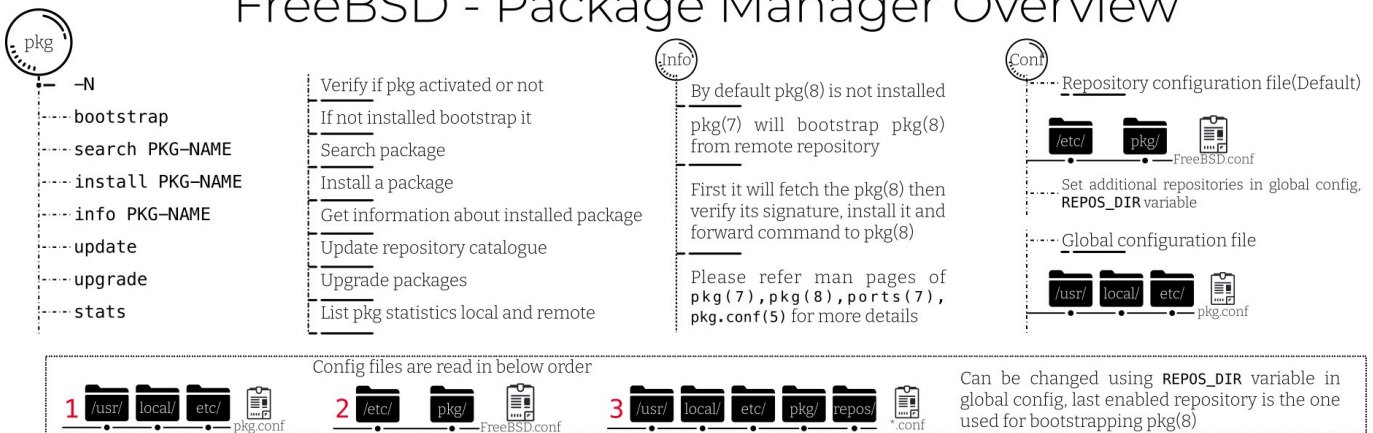 FreeBSD - Package Manager Overview
pkg
-N
bootstrap
search PKG-NAME
install PKG-NAME
info PKG-NAME
update
upgrade
stats
Verify if pkg activated or not
If not installed bootstrap it
Search package
Install a package
Get information about installed package
Update repository catalogue
Upgrade packages
List pkg statistics local and remote
Info
By default pkg(8) is not installed
pkg(7) will bootstrap pkg(8)
from remote repository
First it will fetch the pkg(8) then
verify its signature, install it and
forward command to pkg(8)
Please refer man pages of
pkg(7),pkg(8),ports(7),
pkg.conf(5) for more details
Conf
Repository configuration file(Default)
/etc/ pkg/
FreeBSD.conf
Set additional repositories in global config,
REPOS_DIR variable
Global configuration file
/usr/ local/ etc/
pkg.conf
Config files are read in below order
1 /usr/ local/ etc/
pkg.conf
2 /etc/ pkg/
FreeBSD.conf
3 /usr/ local/ etc/ pkg/ repos/
*.conf
Can be changed using REPOS_DIR variable in
global config, last enabled repository is the one
used for bootstrapping pkg(8)